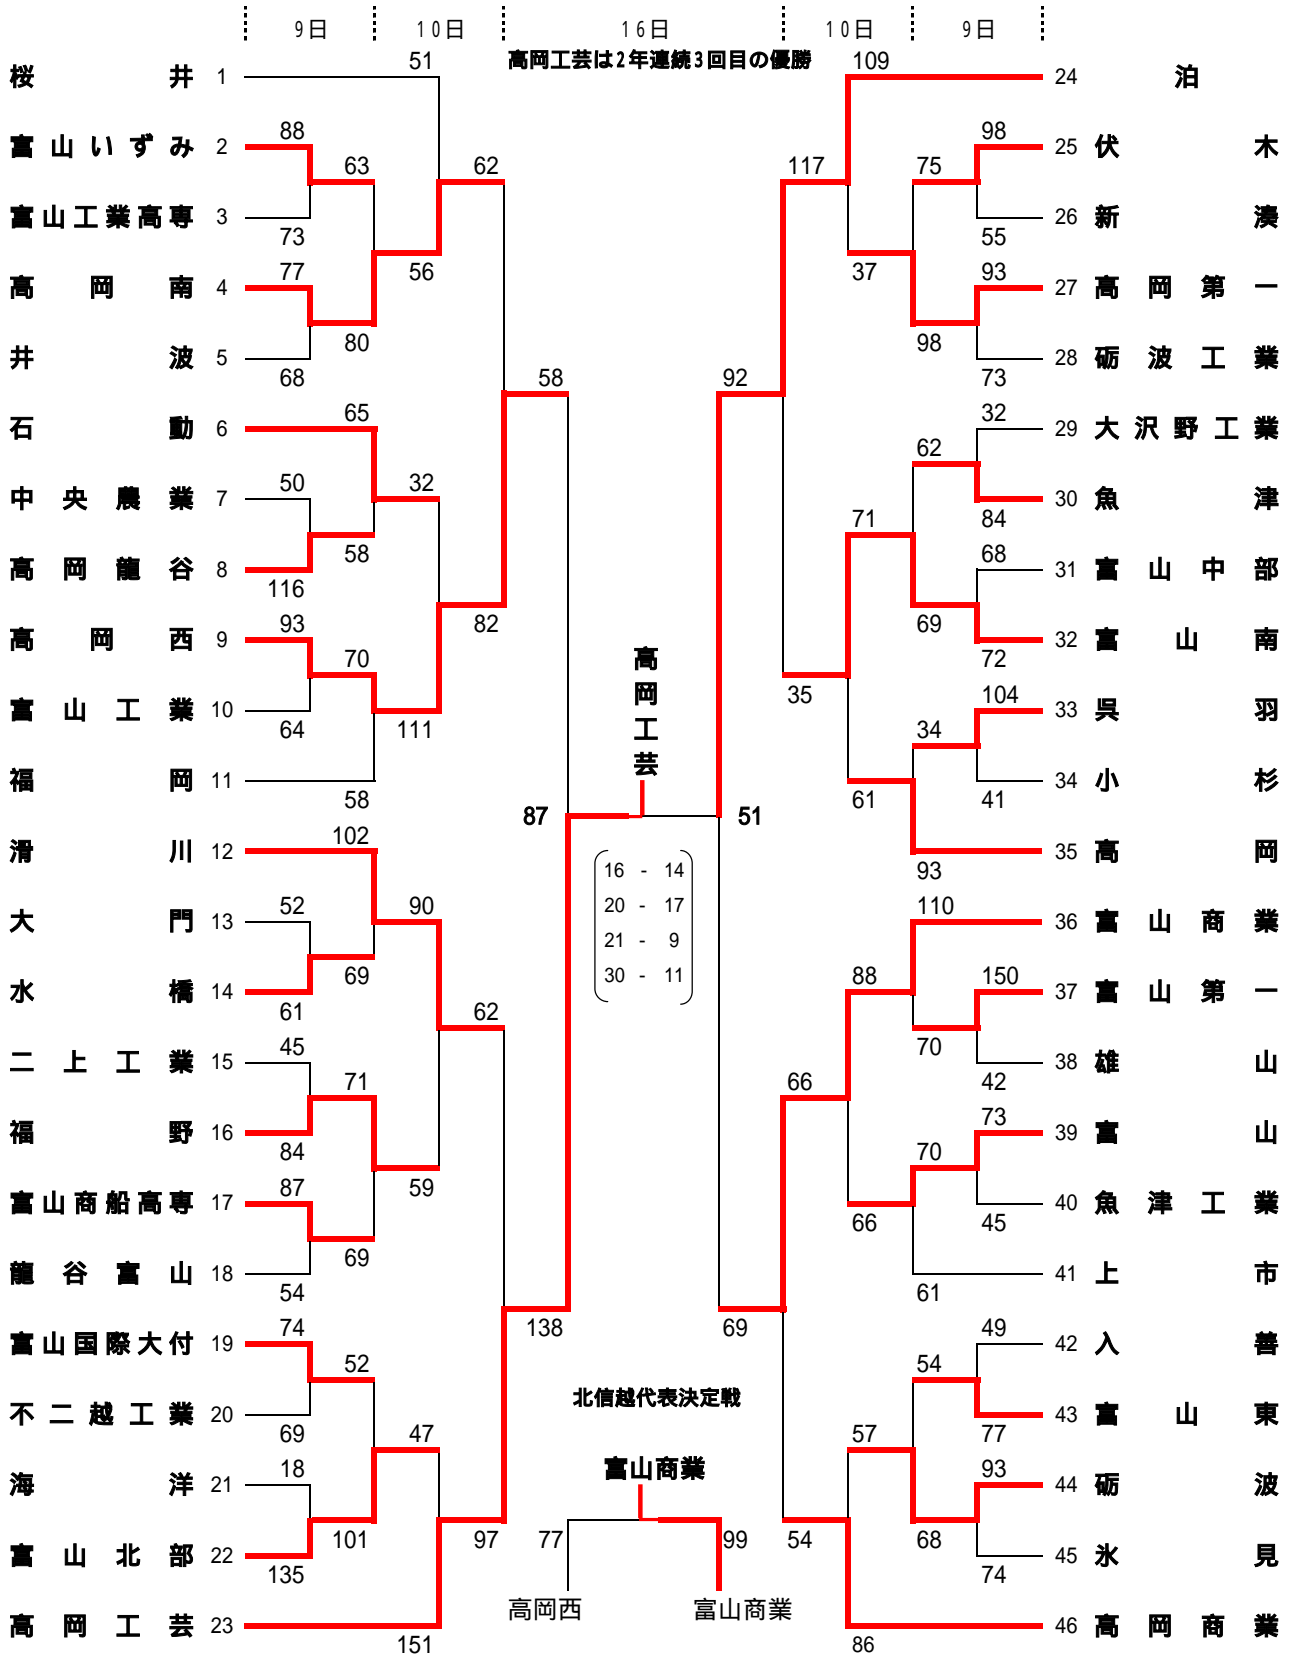 9日 10日 16日 10日 9日
高岡工芸は2年連続3回目の優勝
桜井 1
富山いずみ 2
富山工業高専 3
高岡南 4
井波 5
石動 6
中央農業 7
高岡龍谷 8
高岡西 9
富山工業 10
福岡 11
滑川 12
大門 13
水橋 14
二上工業 15
福野 16
富山商船高専 17
龍谷富山 18
富山国際大付 19
不二越工業 20
海洋 21
富山北部 22
高岡工芸 23
88
73
77
68
50
116
93
64
52
61
45
84
87
54
74
69
18
135
63
80
65
58
70
58
102
69
71
69
52
101
51
56
32
111
90
59
47
151
62
82
62
97
58
138
高岡工芸
87 51
16 - 14
20 - 17
21 - 9
30 - 11
北信越代表決定戦
富山商業
77 99
高岡西 富山商業
92
69
117
35
66
54
109
37
71
61
88
66
57
86
75
98
62
69
34
93
110
70
70
61
54
68
98
55
93
73
32
84
68
72
104
41
150
42
73
45
49
77
93
74
24 泊
25 伏木
26 新湊
27 高岡第一
28 砺波工業
29 大沢野工業
30 魚津
31 富山中部
32 富山南
33 呉羽
34 小杉
35 高岡
36 富山商業
37 富山第一
38 雄山
39 富山
40 魚津工業
41 上市
42 入善
43 富山東
44 砺波
45 氷見
46 高岡商業